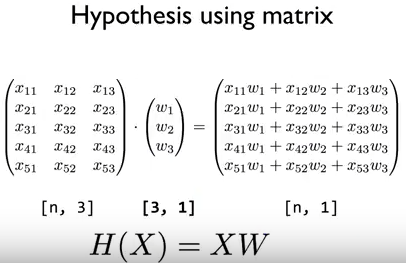 Hypothesis using matrix
x11 x12 x13
x21 x22 x23
x31 x32 x33
x41 x42 x43
x51 x52 x53
·
w1
w2
w3
=
x11w1 + x12w2 + x13w3
x21w1 + x22w2 + x23w3
x31w1 + x32w2 + x33w3
x41w1 + x42w2 + x43w3
x51w1 + x52w2 + x53w3
[n, 3] [3, 1] [n, 1]
H(X) = XW